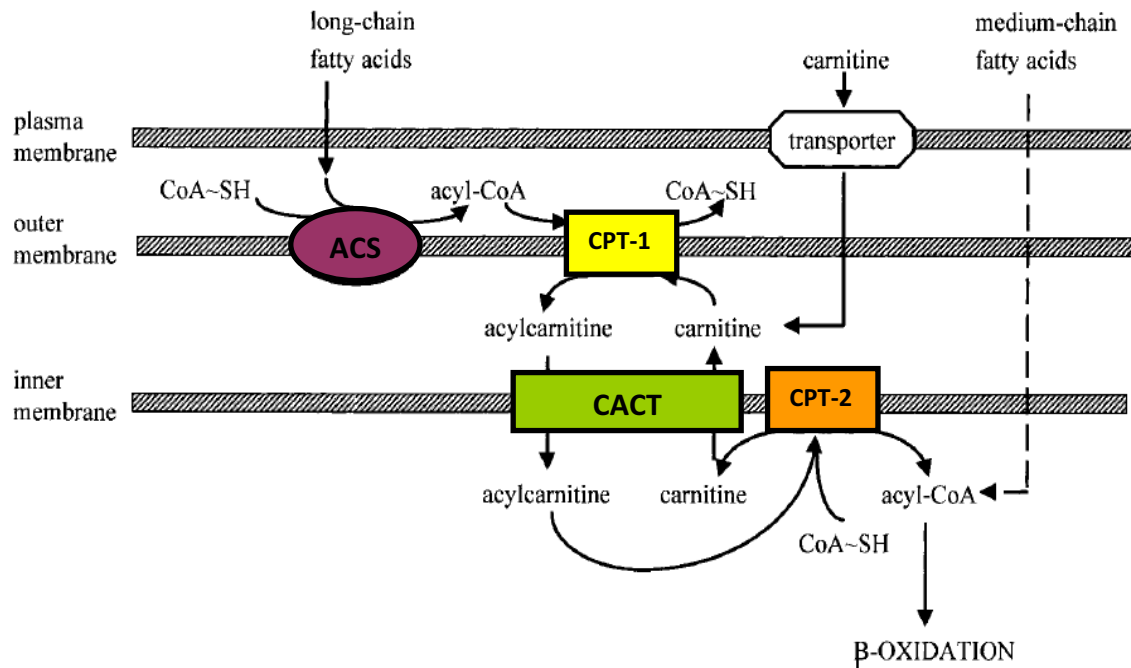 long-chain
fatty acids
carnitine
medium-chain
fatty acids
plasma
membrane
transporter
CoA~SH
acyl-CoA
CoA~SH
outer
membrane
ACS
CPT-1
acylcarnitine
carnitine
inner
membrane
CACT
CPT-2
acylcarnitine
carnitine
acyl-CoA
CoA~SH
β-OXIDATION